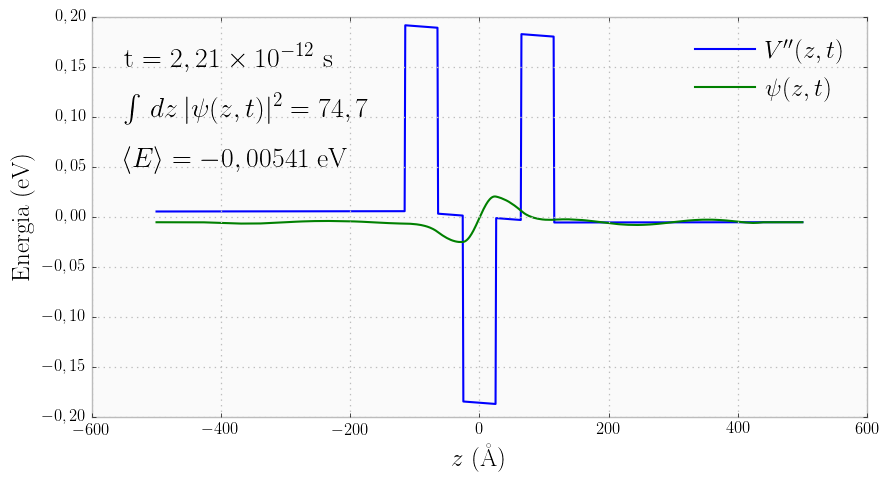 0,20
0,15
0,10
0,05
0,00
−0,05
−0,10
−0,15
−0,20
Energia (eV)
t = 2,21 × 10⁻¹² s
∫ dz |ψ(z, t)|² = 74,7
⟨E⟩ = −0,00541 eV
V′′(z, t)
ψ(z, t)
−600 −400 −200 0 200 400 600
z (Å)